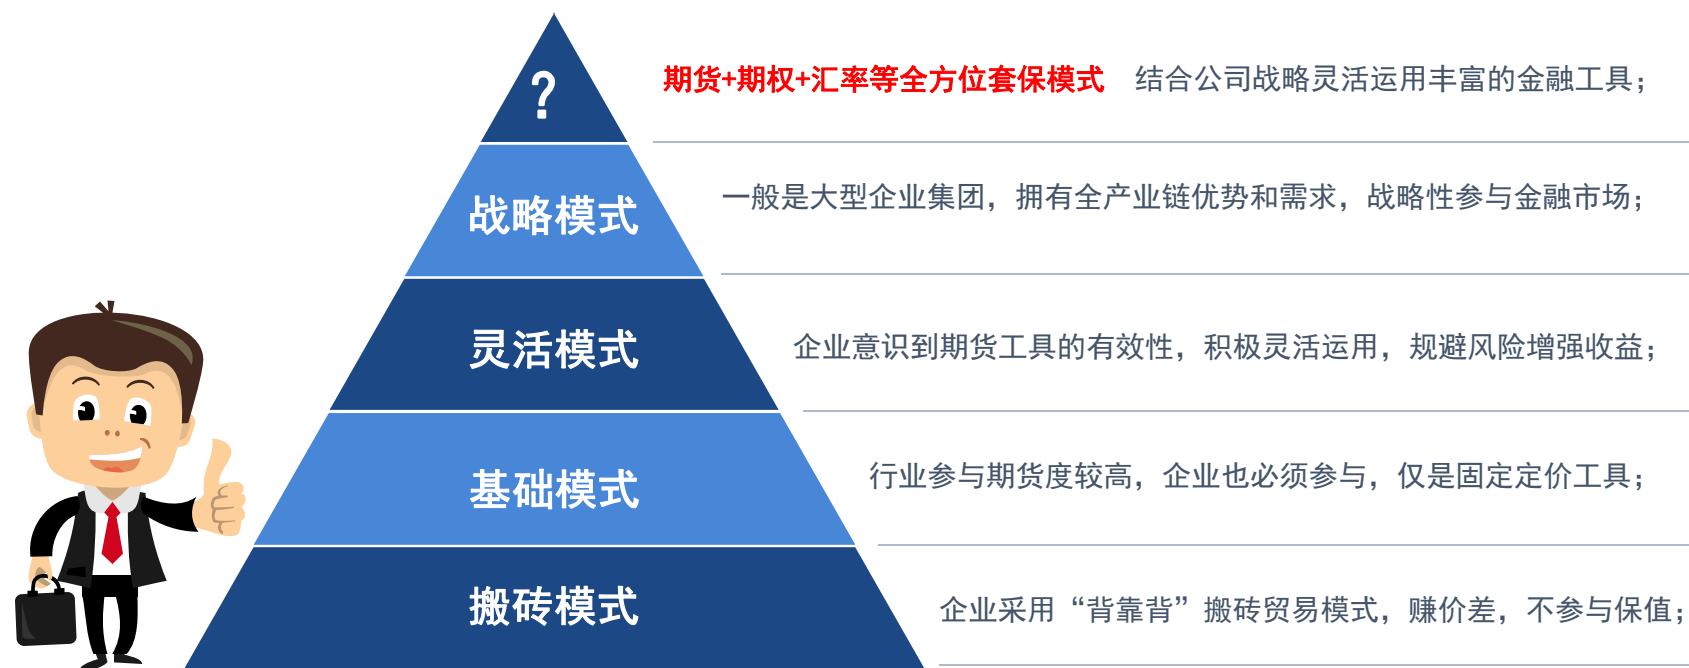 ？
期货+期权+汇率等全方位套保模式 结合公司战略灵活运用丰富的金融工具；
战略模式
一般是大型企业集团，拥有全产业链优势和需求，战略性参与金融市场；
灵活模式
企业意识到期货工具的有效性，积极灵活运用，规避风险增强收益；
基础模式
行业参与期货度较高，企业也必须参与，仅是固定定价工具；
搬砖模式
企业采用“背靠背”搬砖贸易模式，赚价差，不参与保值；